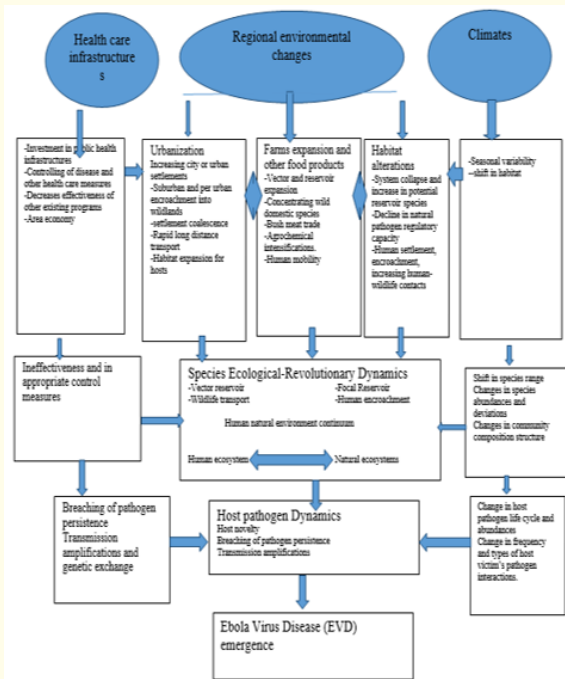 Health care
infrastructure
s
Regional environmental
changes
Climates
-Investment in public health
infrastructures
-Controlling of disease and
other health care measures
-Decreases effectiveness of
other existing programs
-Area economy
Urbanization
Increasing city or urban
settlements
-Suburban and per urban
encroachment into
wildlands
-settlement coalescence
-Rapid long distance
transport
-Habitat expansion for
hosts
Farms expansion and
other food products
-Vector and reservoir
expansion
-Concentrating wild
domestic species
-Bush meat trade
-Agrochemical
intensifications.
-Human mobility
Habitat
alterations
-System collapse and
increase in potential
reservoir species
-Decline in natural
pathogen regulatory
capacity
-Human settlement,
encroachment,
increasing human-
wildlife contacts
-Seasonal variability
--shift in habitat
Ineffectiveness and in
appropriate control
measures
Species Ecological-Revolutionary Dynamics
-Vector reservoir -Focal Reservoir
-Wildlife transport -Human encroachment
Human natural environment continuum
Human ecosystem Natural ecosystems
Shift in species range
Changes in species
abundances and
deviations
Changes in community
composition structure
Breaching of pathogen
persistence
Transmission
amplifications and
genetic exchange
Host pathogen Dynamics
Host novelty
Breaching of pathogen persistence
Transmission amplifications
Change in host
pathogen life cycle and
abundances
Change in frequency
and types of host
victim's pathogen
interactions.
Ebola Virus Disease (EVD)
emergence